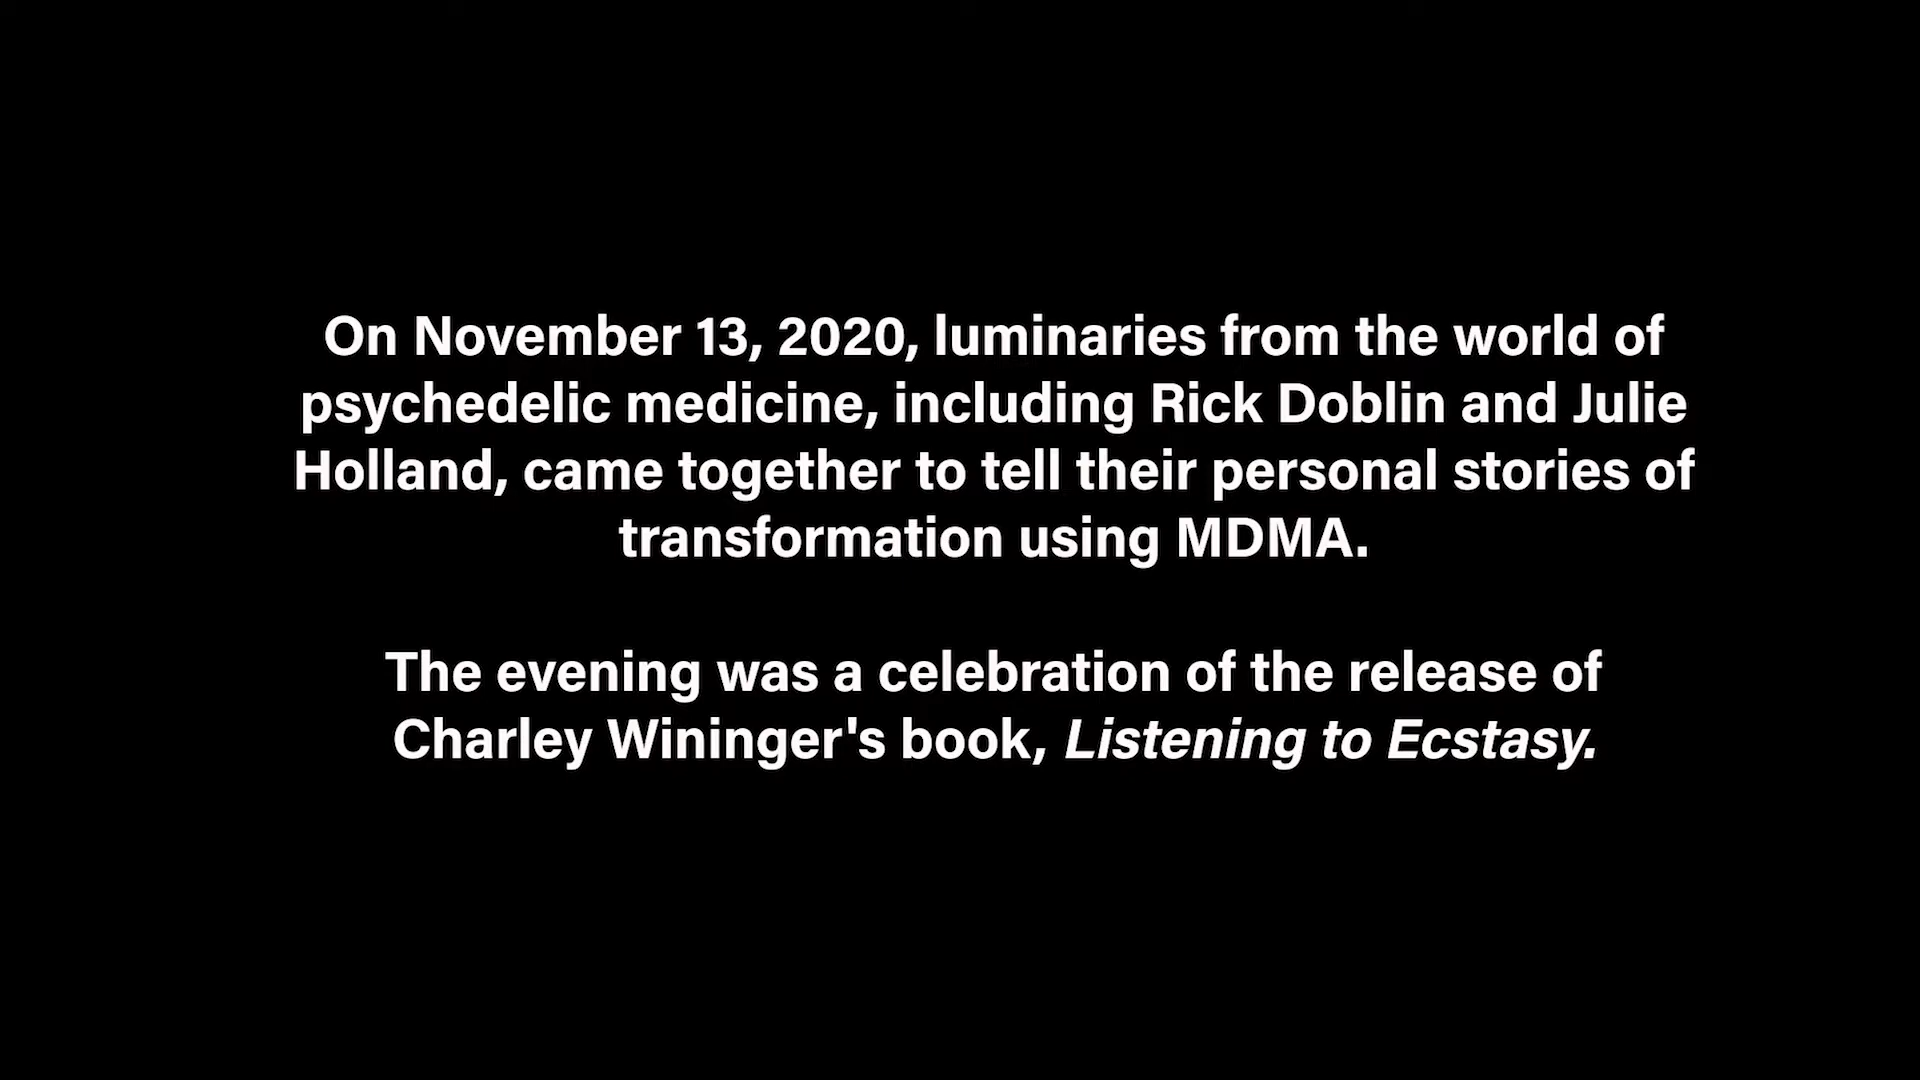 On November 13, 2020, luminaries from the world of
psychedelic medicine, including Rick Doblin and Julie
Holland, came together to tell their personal stories of
transformation using MDMA.
The evening was a celebration of the release of
Charley Wininger's book, Listening to Ecstasy.